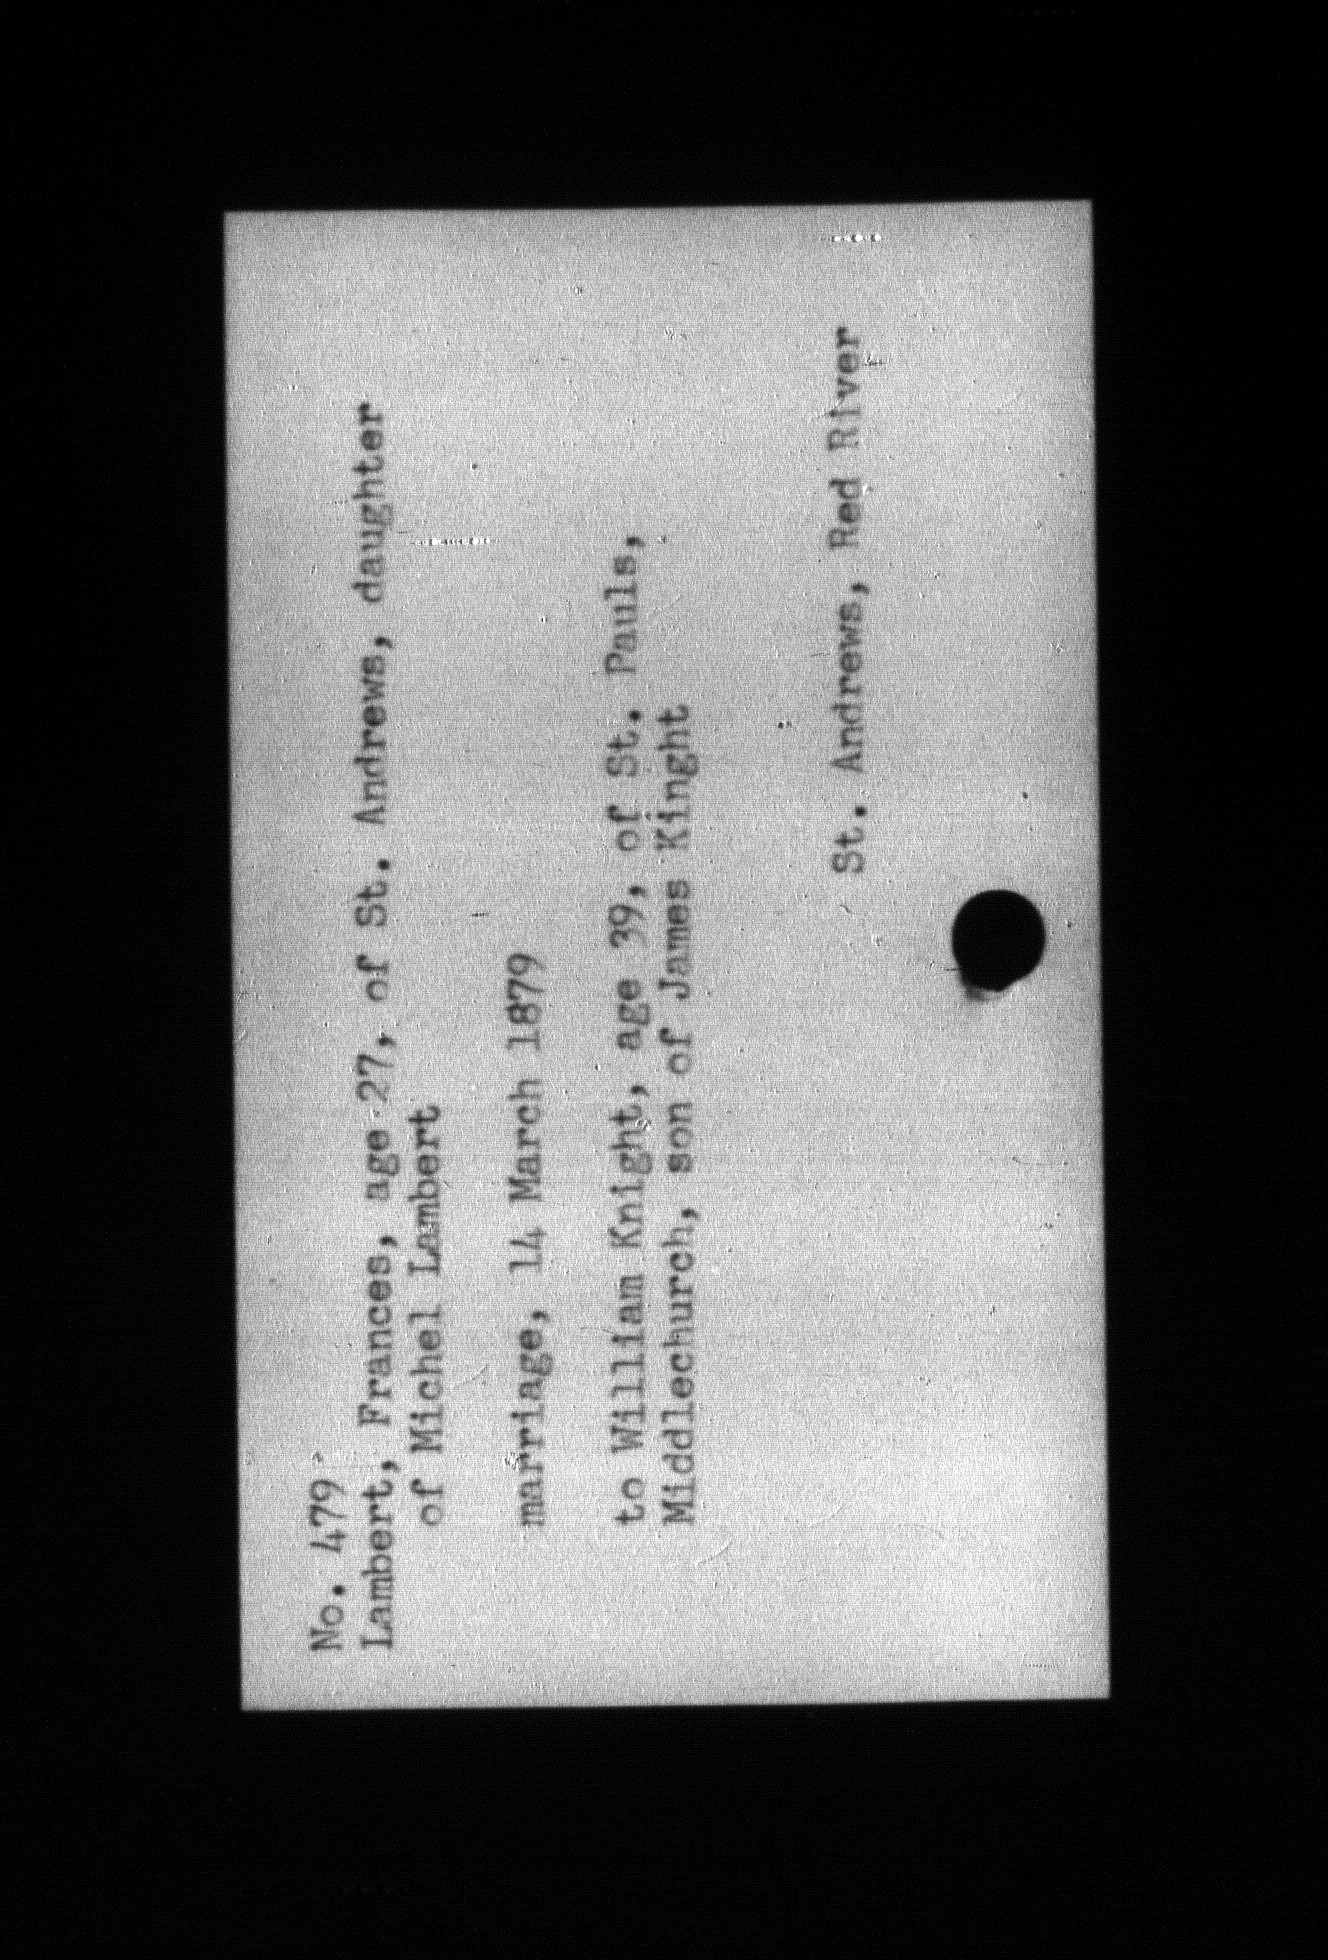 No. 479
Lambert, Frances, age 27, of St. Andrews, daughter
of Michel Lambert
marriage, 14 March 1879
to William Knight, age 39, of St. Pauls,
Middlechurch, son of James Kinght
St. Andrews, Red River